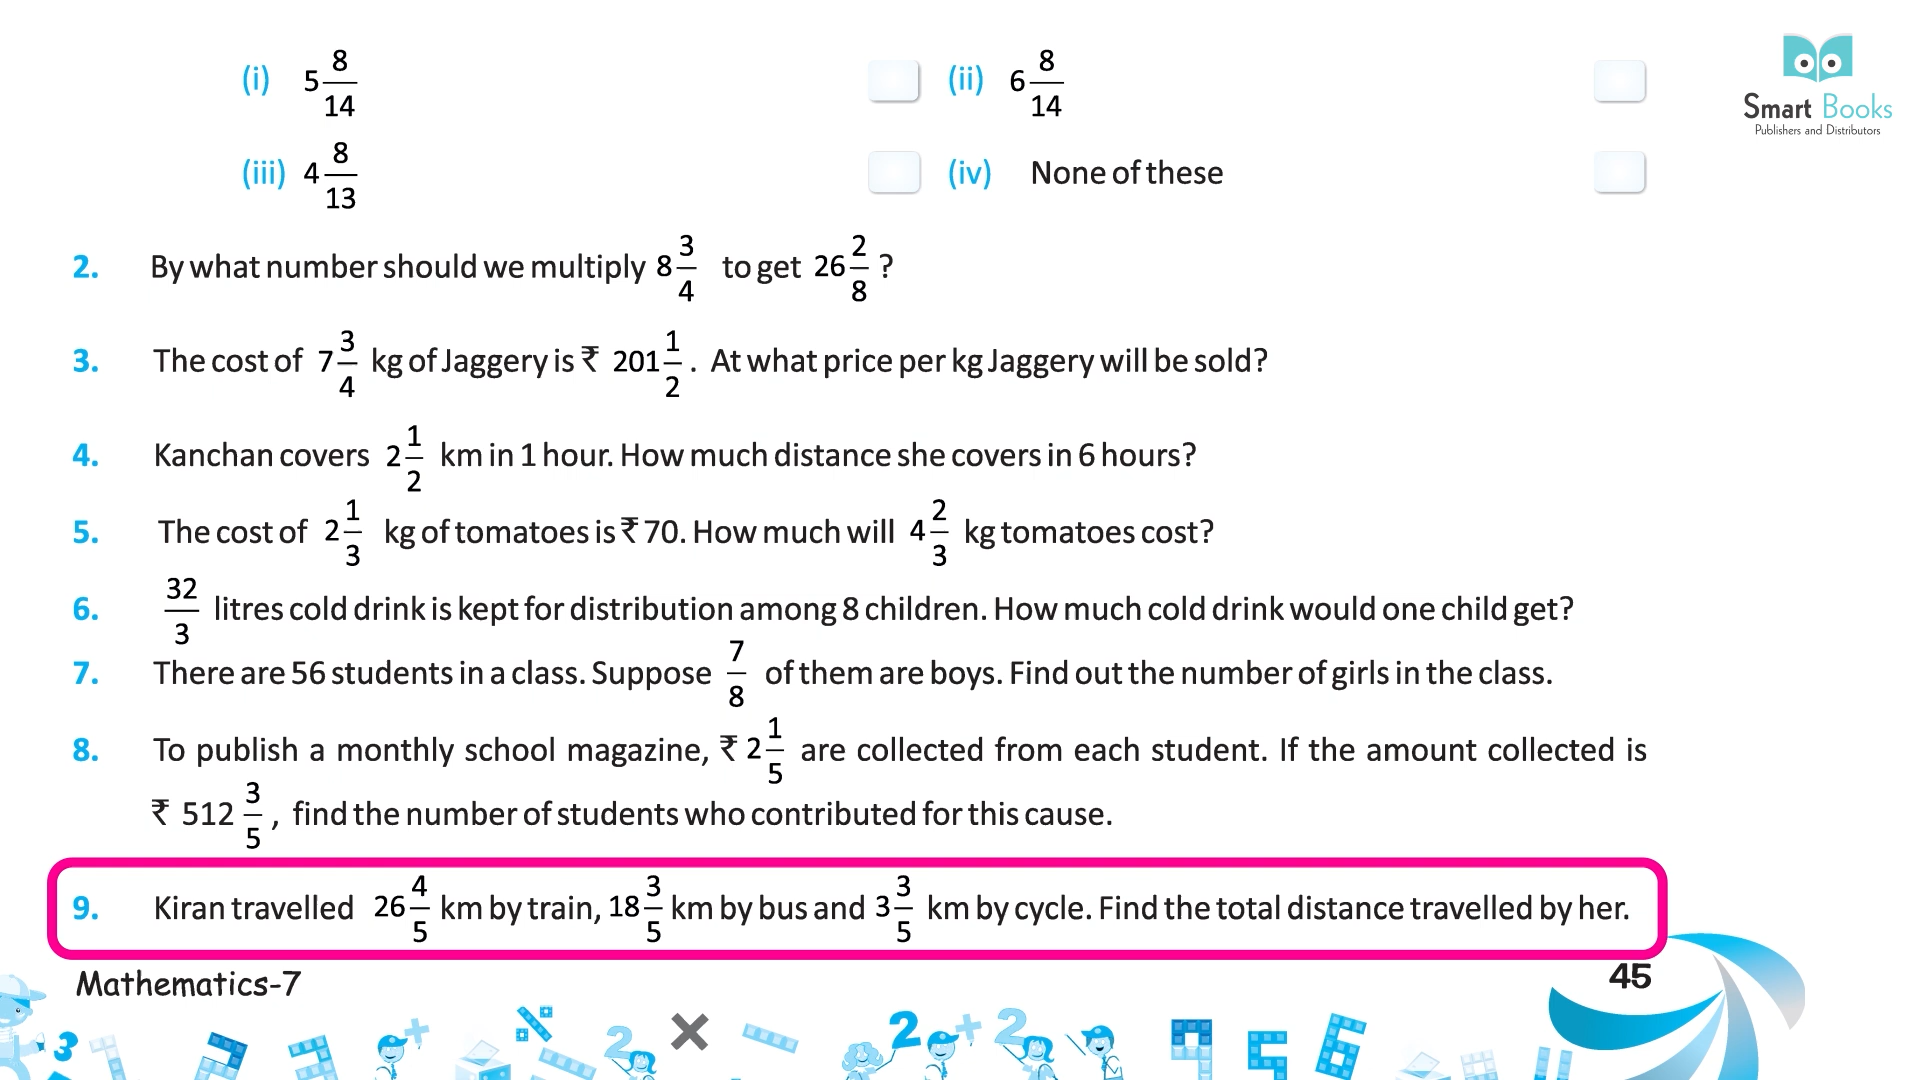 (i) 5 8/14 (ii) 6 8/14
Smart Books
Publishers and Distributors
(iii) 4 8/13 (iv) None of these
2. By what number should we multiply 8 3/4 to get 26 2/8 ?
3. The cost of 7 3/4 kg of Jaggery is ₹ 201 1/2 . At what price per kg Jaggery will be sold?
4. Kanchan covers 2 1/2 km in 1 hour. How much distance she covers in 6 hours?
5. The cost of 2 1/3 kg of tomatoes is ₹ 70. How much will 4 2/3 kg tomatoes cost?
6. 32/3 litres cold drink is kept for distribution among 8 children. How much cold drink would one child get?
7. There are 56 students in a class. Suppose 7/8 of them are boys. Find out the number of girls in the class.
8. To publish a monthly school magazine, ₹ 2 1/5 are collected from each student. If the amount collected is
₹ 512 3/5 , find the number of students who contributed for this cause.
9. Kiran travelled 26 4/5 km by train, 18 3/5 km by bus and 3 3/5 km by cycle. Find the total distance travelled by her.
Mathematics-7 45